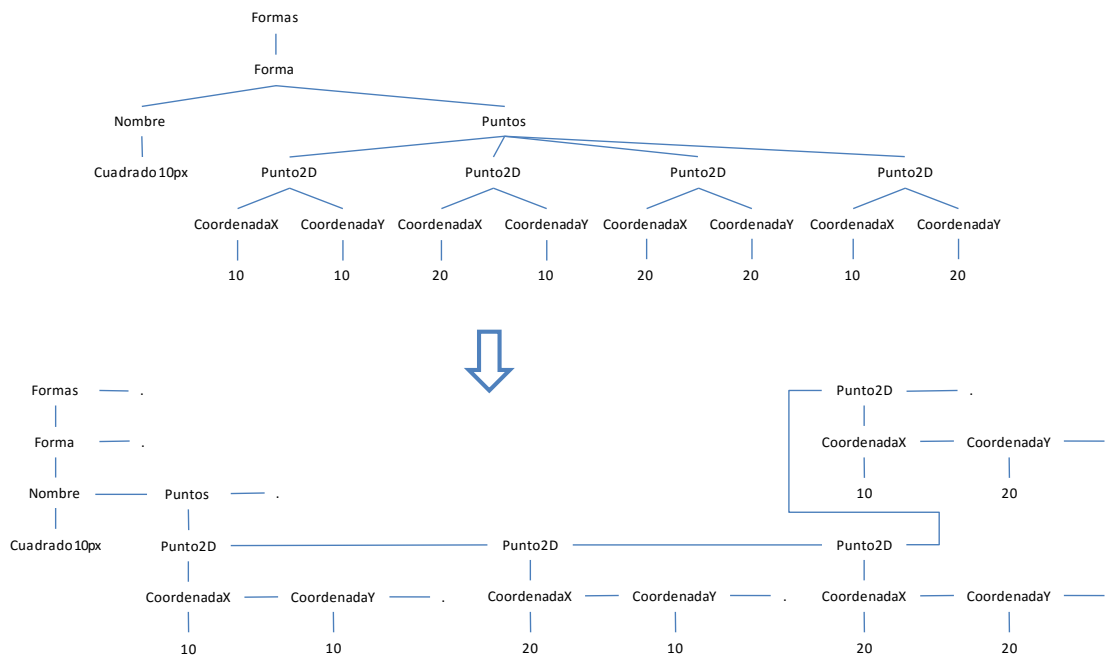 Formas
Forma
Nombre Puntos
Cuadrado10px Punto2D Punto2D Punto2D Punto2D
CoordenadaX CoordenadaY CoordenadaX CoordenadaY CoordenadaX CoordenadaY CoordenadaX CoordenadaY
10 10 20 10 20 20 10 20
Formas . Punto2D .
Forma . CoordenadaX CoordenadaY
Nombre Puntos . 10 20
Cuadrado10px Punto2D Punto2D Punto2D
CoordenadaX CoordenadaY . CoordenadaX CoordenadaY . CoordenadaX CoordenadaY
10 10 20 10 20 20